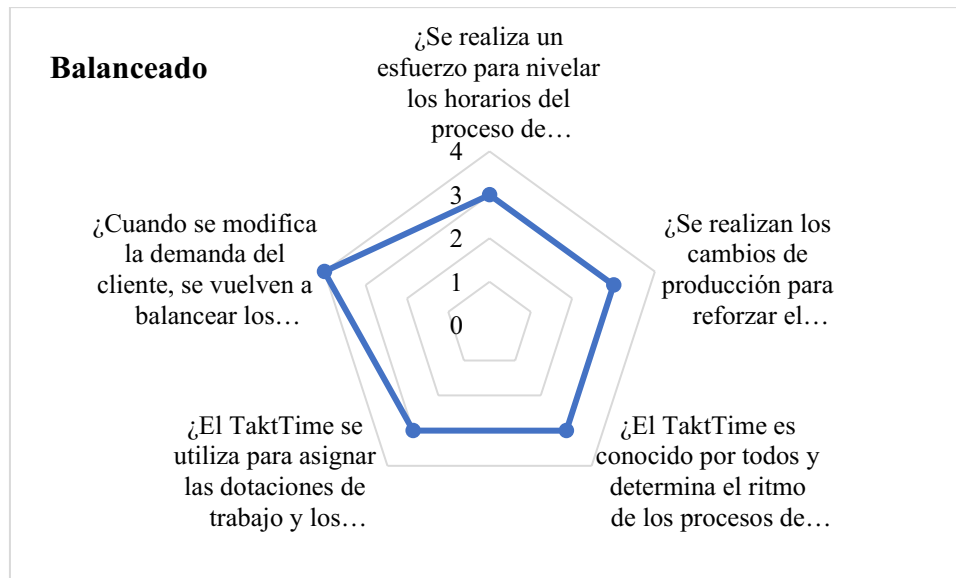 Balanceado
¿Se realiza un
esfuerzo para nivelar
los horarios del
proceso de…
¿Se realizan los
cambios de
producción para
reforzar el…
¿El TaktTime es
conocido por todos y
determina el ritmo
de los procesos de…
¿El TaktTime se
utiliza para asignar
las dotaciones de
trabajo y los…
¿Cuando se modifica
la demanda del
cliente, se vuelven a
balancear los…
4
3
2
1
0